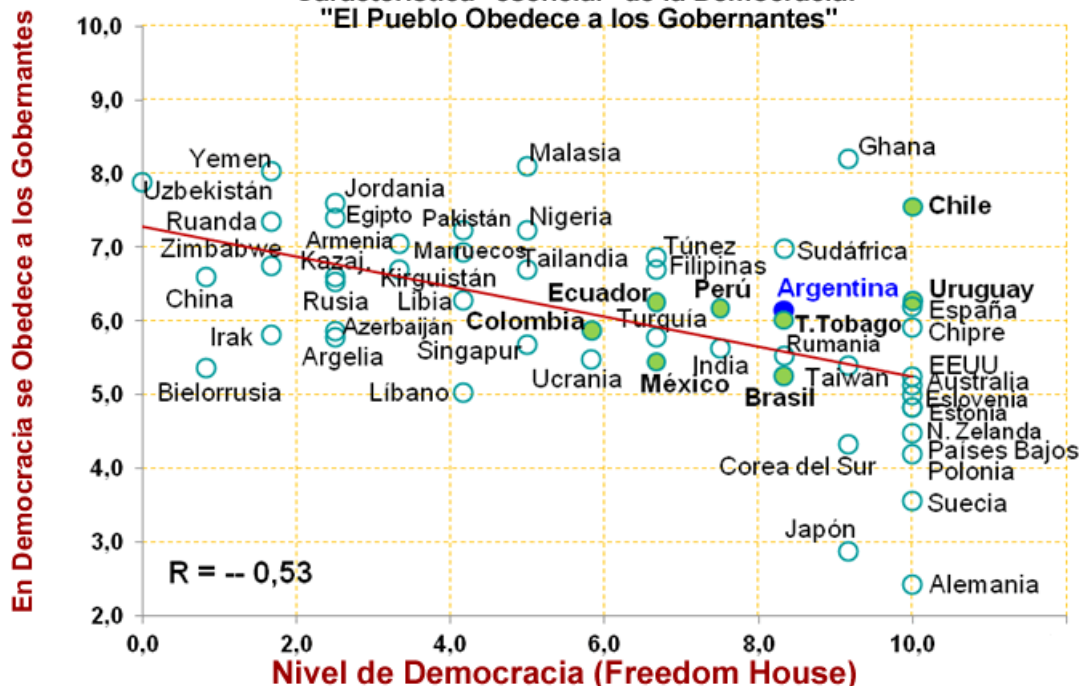 "El Pueblo Obedece a los Gobernantes"
En Democracia se Obedece a los Gobernantes
10,0
9,0
8,0
7,0
6,0
5,0
4,0
3,0
2,0
Yemen
Uzbekistán
Ruanda
Zimbabwe
China
Irak
Bielorrusia
Jordania
Egipto
Armenia
Kazaj.
Rusia
Azerbaiján
Argelia
Pakistán
Marruecos
Kirguistán
Libia
Líbano
Malasia
Nigeria
Tailandia
Singapur
Colombia
Ucrania
Ecuador
Túnez
Filipinas
Turquía
México
Perú
India
Sudáfrica
Argentina
T.Tobago
Rumania
Brasil
Ghana
Taiwan
Corea del Sur
Japón
Chile
Uruguay
España
Chipre
EEUU
Australia
Eslovenia
Estonia
N. Zelanda
Países Bajos
Polonia
Suecia
Alemania
R = -- 0,53
0,0 2,0 4,0 6,0 8,0 10,0
Nivel de Democracia (Freedom House)